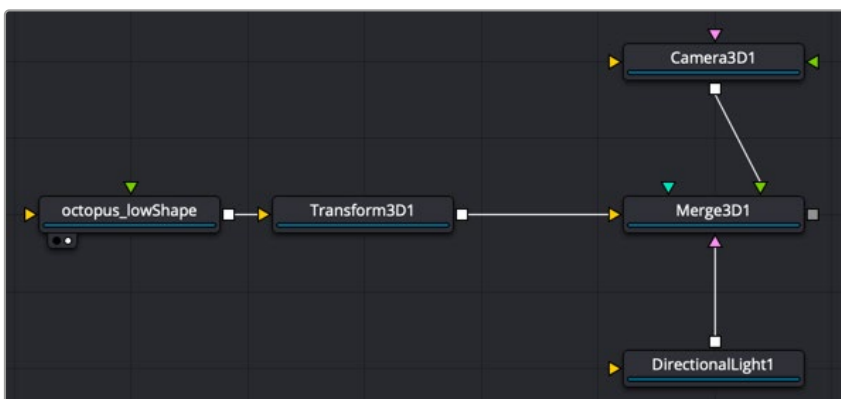 Camera3D1
octopus_lowShape
Transform3D1
Merge3D1
DirectionalLight1